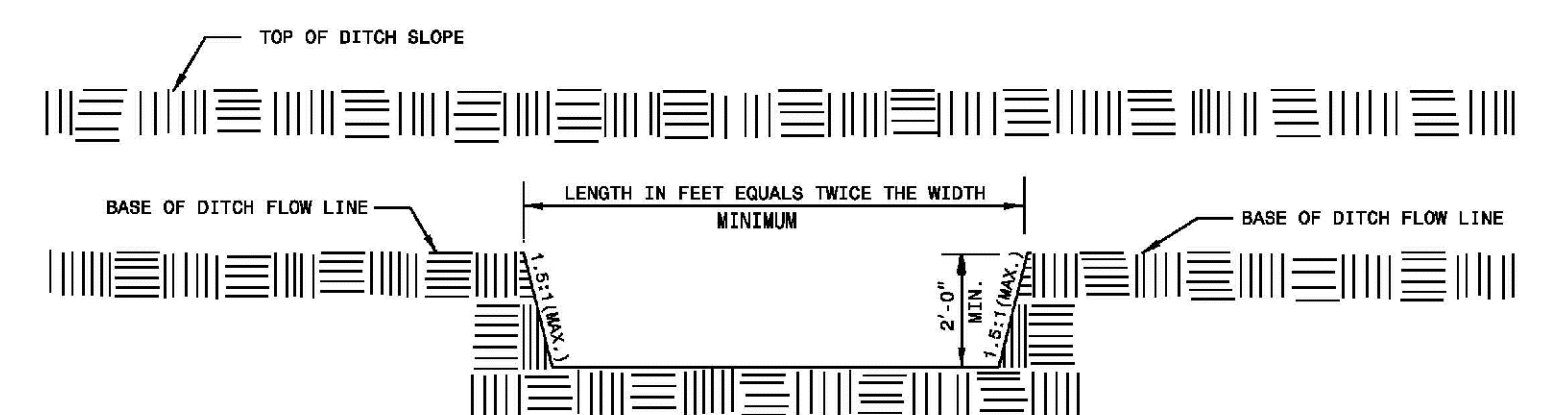 TOP OF DITCH SLOPE
LENGTH IN FEET EQUALS TWICE THE WIDTH
MINIMUM
BASE OF DITCH FLOW LINE
BASE OF DITCH FLOW LINE
1.5:1(MAX.)
2'-0"
MIN.
1.5:1(MAX.)